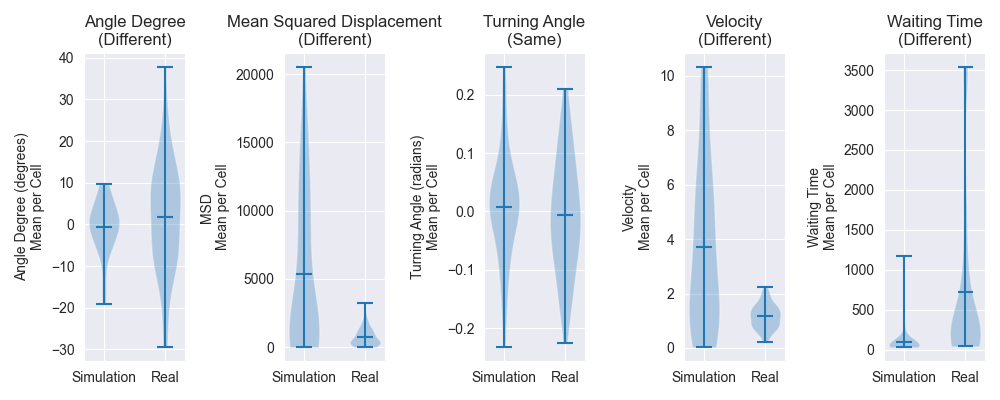 Angle Degree
(Different)
Angle Degree (degrees)
Mean per Cell
40
30
20
10
0
−10
−20
−30
Simulation
Real
Mean Squared Displacement
(Different)
MSD
Mean per Cell
20000
15000
10000
5000
0
Simulation
Real
Turning Angle
(Same)
Turning Angle (radians)
Mean per Cell
0.2
0.1
0.0
−0.1
−0.2
Simulation
Real
Velocity
(Different)
Velocity
Mean per Cell
10
8
6
4
2
0
Simulation
Real
Waiting Time
(Different)
Waiting Time
Mean per Cell
3500
3000
2500
2000
1500
1000
500
0
Simulation
Real